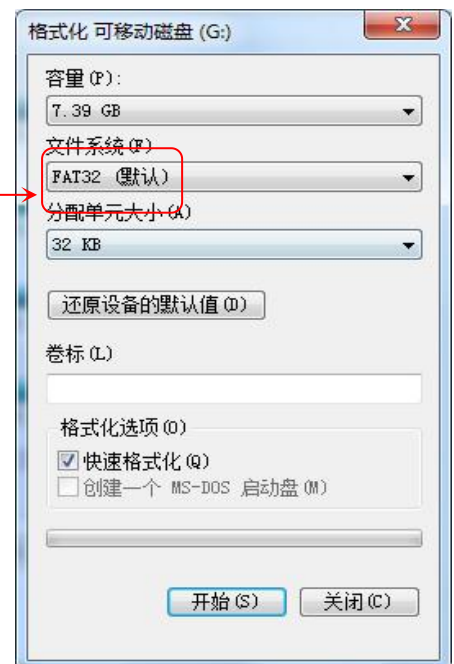 格式化 可移动磁盘 (G:)
容量(P):
7.39 GB
文件系统(F)
FAT32 (默认)
分配单元大小(A)
32 KB
还原设备的默认值(D)
卷标(L)
格式化选项(O)
快速格式化(Q)
创建一个 MS-DOS 启动盘(M)
开始(S) 关闭(C)